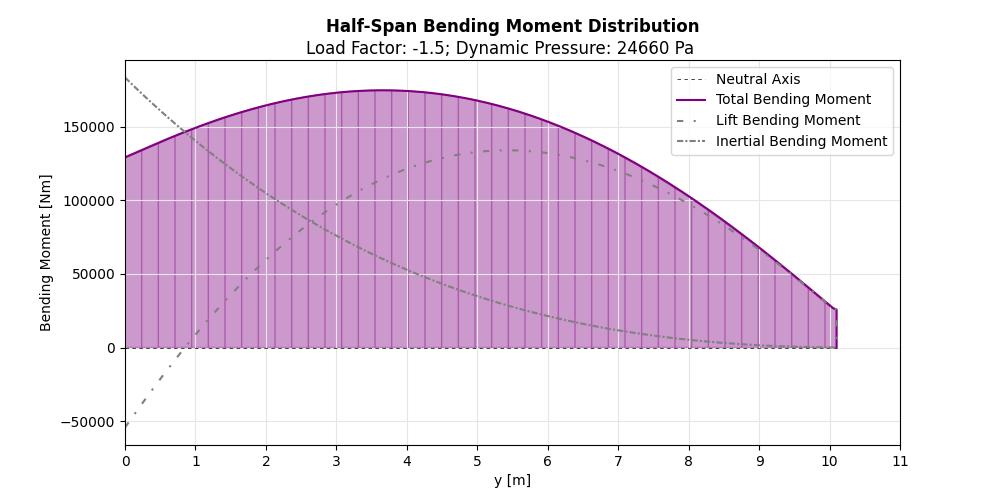 Half-Span Bending Moment Distribution
Load Factor: -1.5; Dynamic Pressure: 24660 Pa
Neutral Axis
Total Bending Moment
Lift Bending Moment
Inertial Bending Moment
Bending Moment [Nm]
150000
100000
50000
0
−50000
0 1 2 3 4 5 6 7 8 9 10 11
y [m]